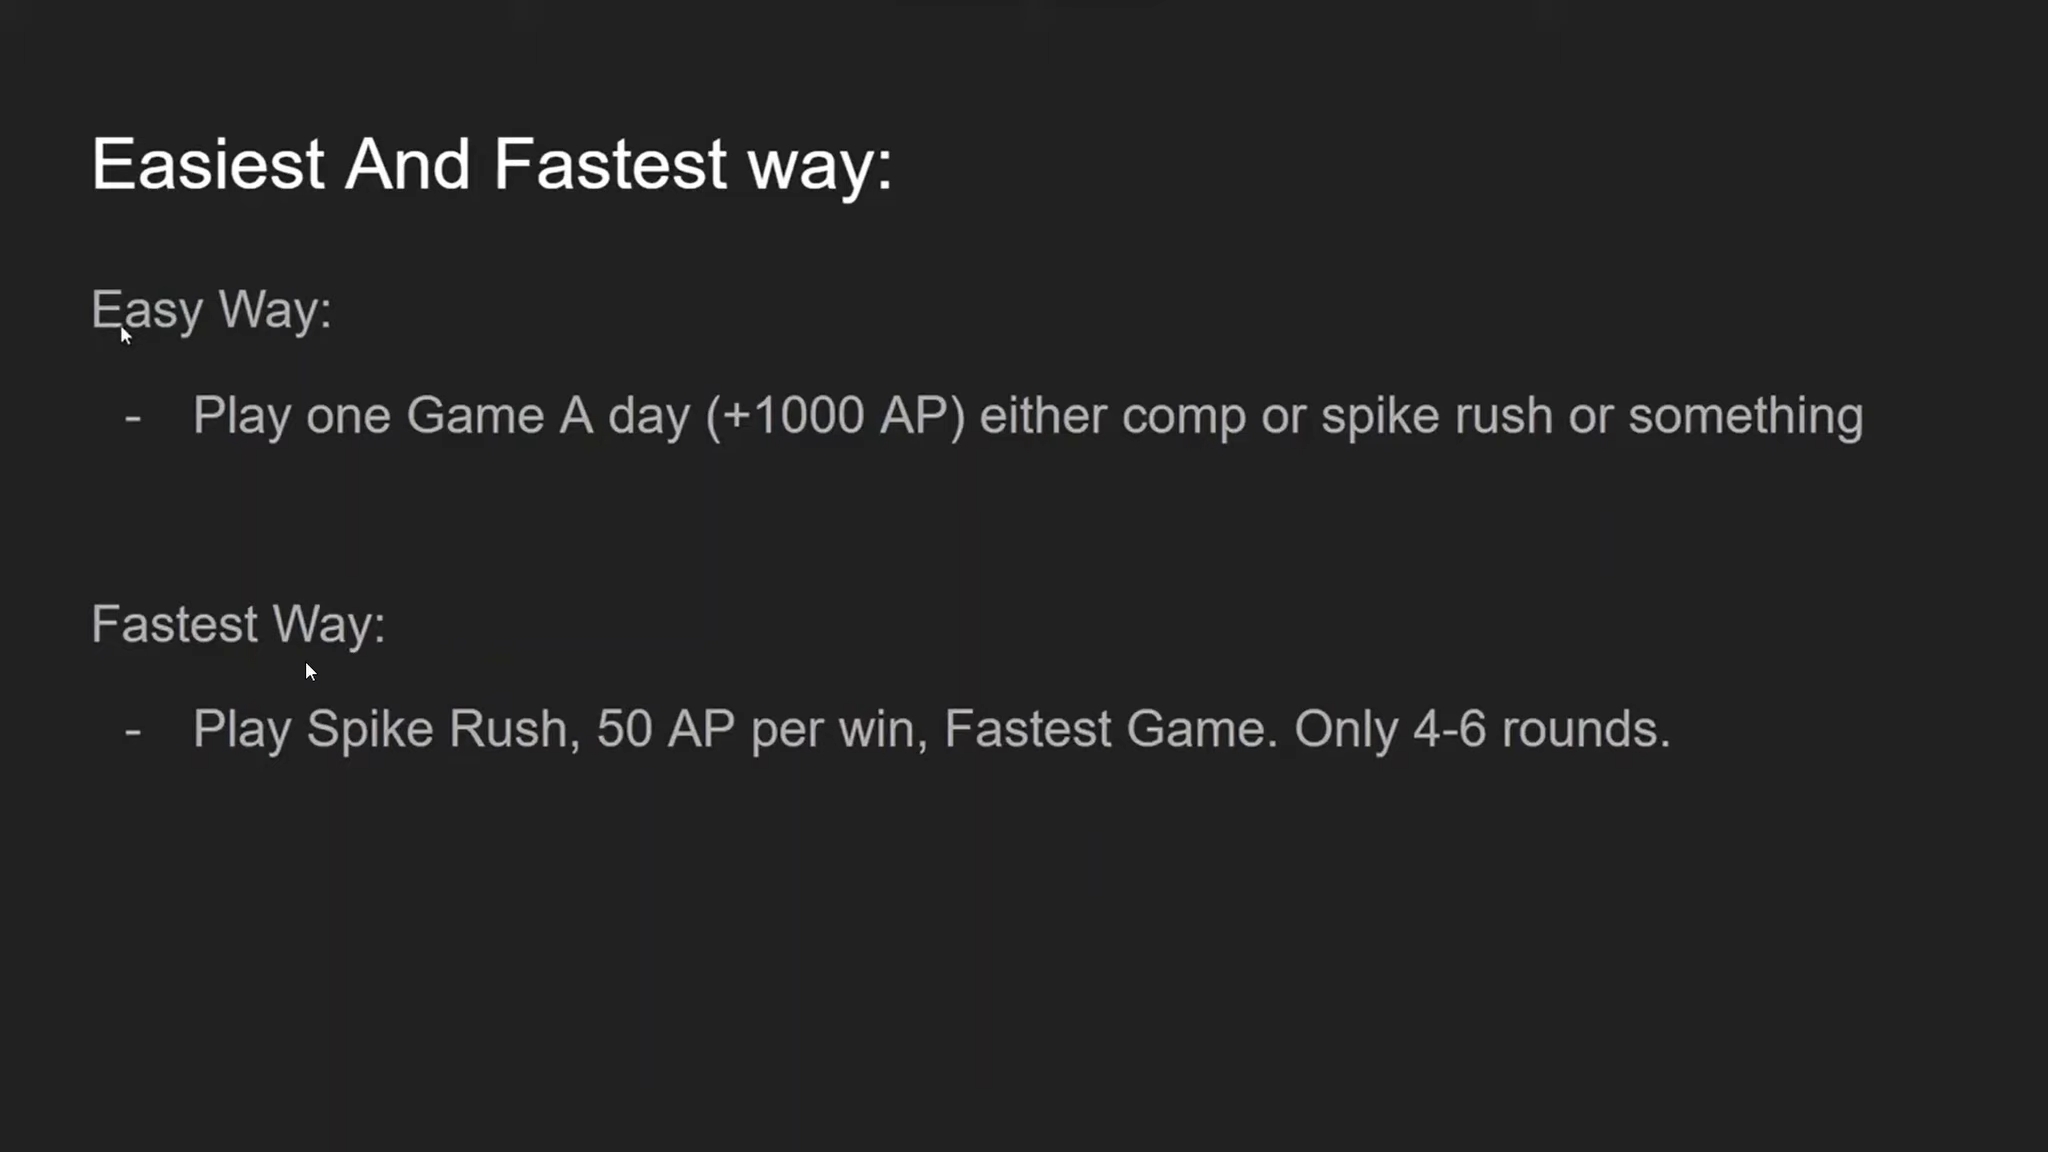 Easiest And Fastest way:
Easy Way:
- Play one Game A day (+1000 AP) either comp or spike rush or something
Fastest Way:
- Play Spike Rush, 50 AP per win, Fastest Game. Only 4-6 rounds.